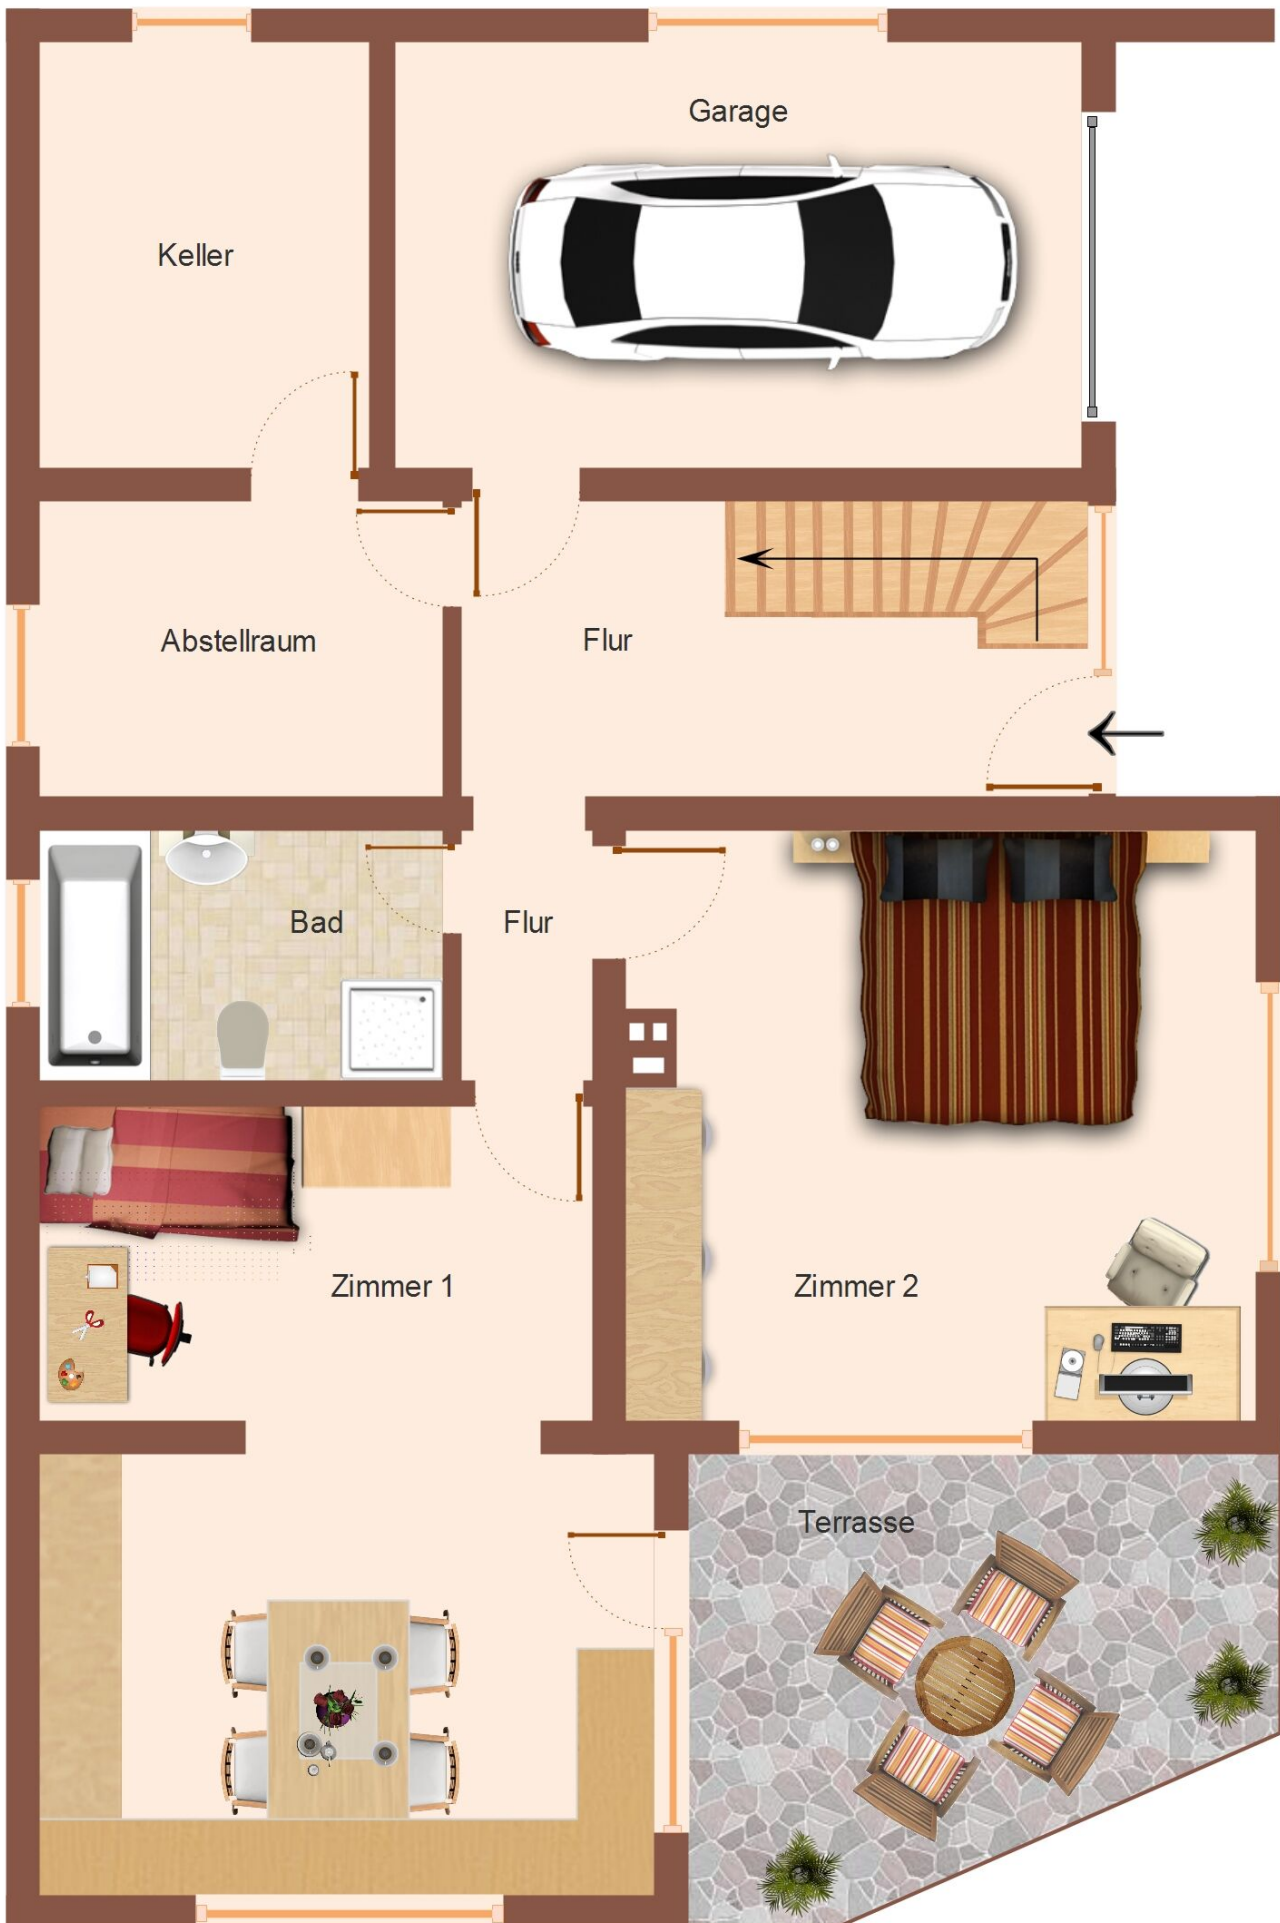 Garage
Keller
Abstellraum
Flur
Bad
Flur
Zimmer 1
Zimmer 2
Terrasse